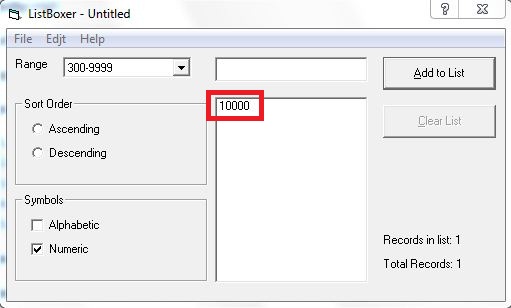 ListBoxer - Untitled
File Edjt Help
Range 300-9999 Add to List
Sort Order 10000
Ascending Clear List
Descending
Symbols
Alphabetic
Numeric
Records in list: 1
Total Records: 1